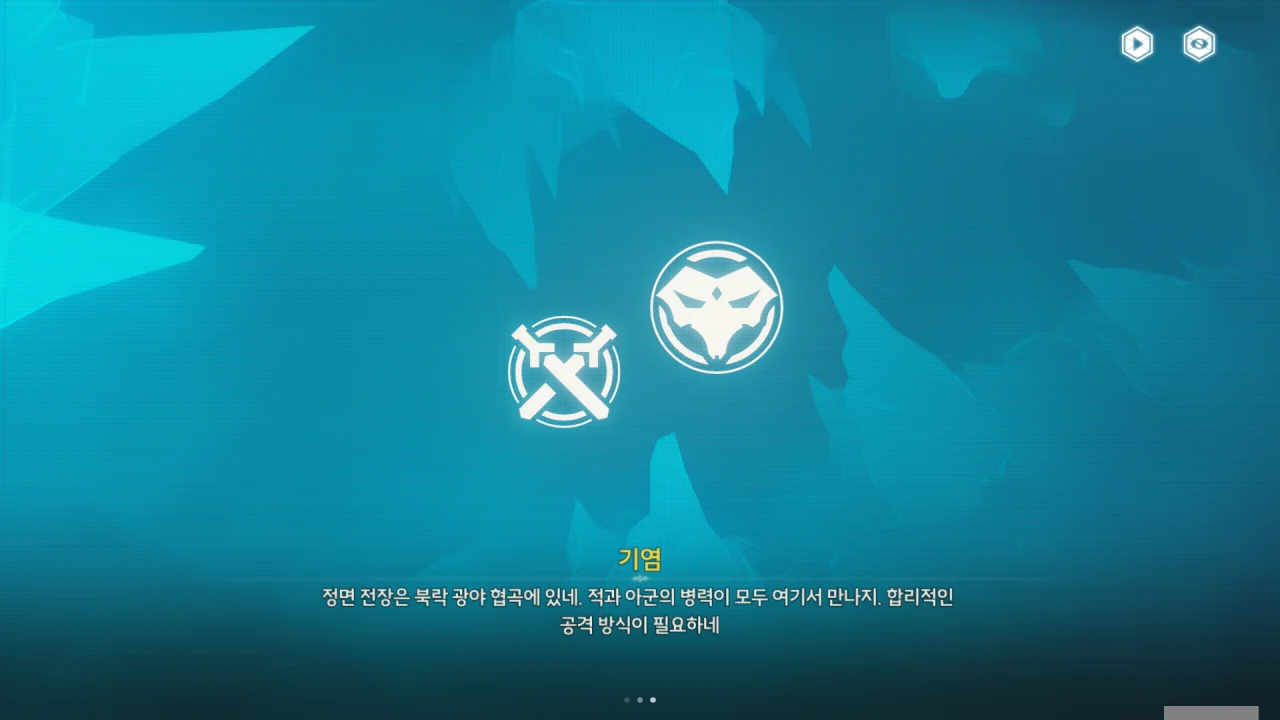 기염
정면 전장은 북락 광야 협곡에 있네. 적과 아군의 병력이 모두 여기서 만나지. 합리적인
공격 방식이 필요하네